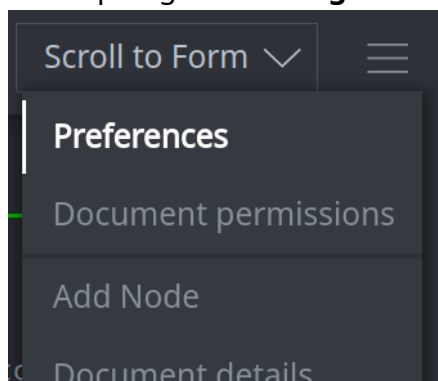 Scroll to Form
Preferences
Document permissions
Add Node
Document details